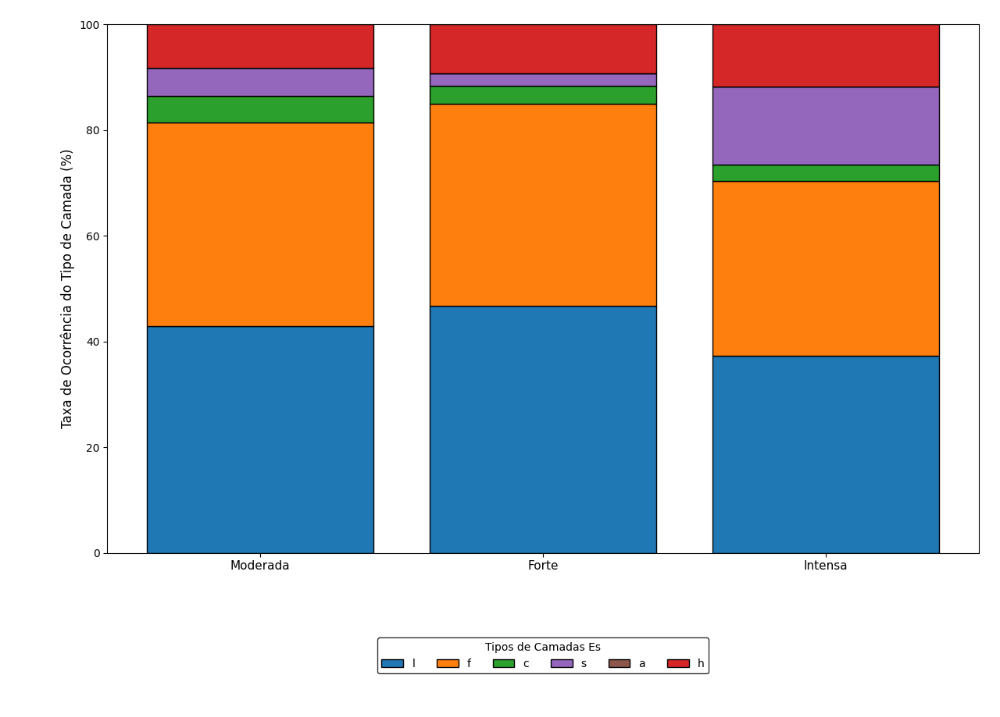 100
80
60
40
20
0
Taxa de Ocorrência do Tipo de Camada (%)
Moderada Forte Intensa
Tipos de Camadas Es
l f c s a h